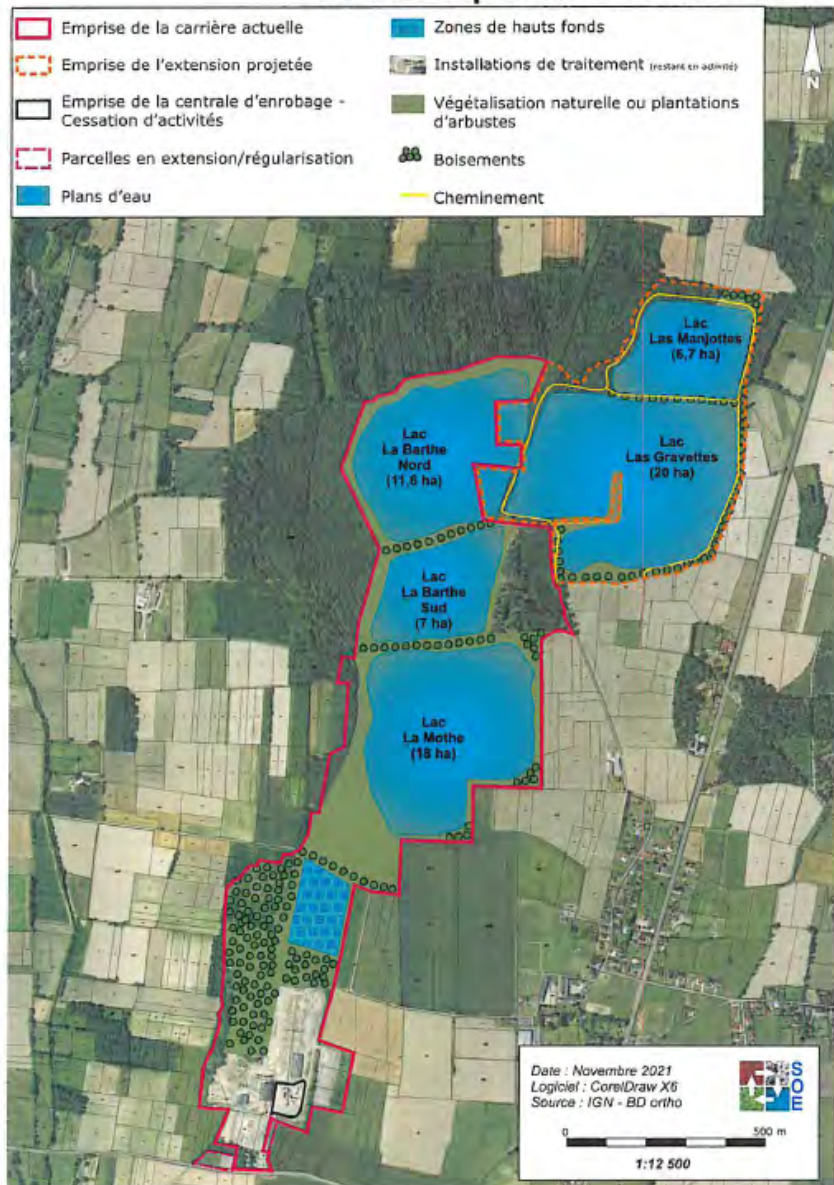 Emprise de la carrière actuelle
Emprise de l'extension projetée
Emprise de la centrale d'enrobage -
Cessation d'activités
Parcelles en extension/régularisation
Plans d'eau
Zones de hauts fonds
Installations de traitement (restant en activité)
Végétalisation naturelle ou plantations
d'arbustes
Boisements
Cheminement
N
Lac
Las Manjottes
(6,7 ha)
Lac
La Barthe
Nord
(11,6 ha)
Lac
Las Gravettes
(20 ha)
Lac
La Barthe
Sud
(7 ha)
Lac
La Mothe
(18 ha)
Date : Novembre 2021
Logiciel : CorelDraw X6
Source : IGN - BD ortho
SOE
0 500 m
1:12 500